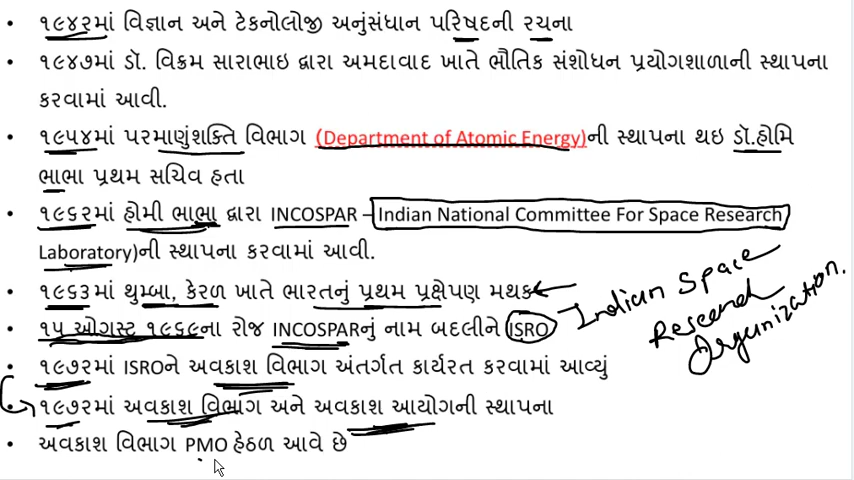 • ૧૯૪૨માં વિજ્ઞાન અને ટેકનોલોજી અનુંસંધાન પરિષદની રચના
• ૧૯૪૭માં ડૉ. વિક્રમ સારાભાઇ દ્વારા અમદાવાદ ખાતે ભૌતિક સંશોધન પ્રયોગશાળાની સ્થાપના
કરવામાં આવી.
• ૧૯૫૪માં પરમાણુંશક્તિ વિભાગ (Department of Atomic Energy)ની સ્થાપના થઇ ડૉ.હોમિ
ભાભા પ્રથમ સચિવ હતા
• ૧૯૬૨માં હોમી ભાભા દ્વારા INCOSPAR – Indian National Committee For Space Research
Laboratory)ની સ્થાપના કરવામાં આવી.
• ૧૯૬૩માં થુમ્બા, કેરળ ખાતે ભારતનું પ્રથમ પ્રક્ષેપણ મથક
• ૧૫ ઓગસ્ટ ૧૯૬૯ના રોજ INCOSPARનું નામ બદલીને ISRO
Indian Space
Research
Organization.
• ૧૯૭૨માં ISROને અવકાશ વિભાગ અંતર્ગત કાર્યરત કરવામાં આવ્યું
• ૧૯૭૨માં અવકાશ વિભાગ અને અવકાશ આયોગની સ્થાપના
• અવકાશ વિભાગ PMO હેઠળ આવે છે